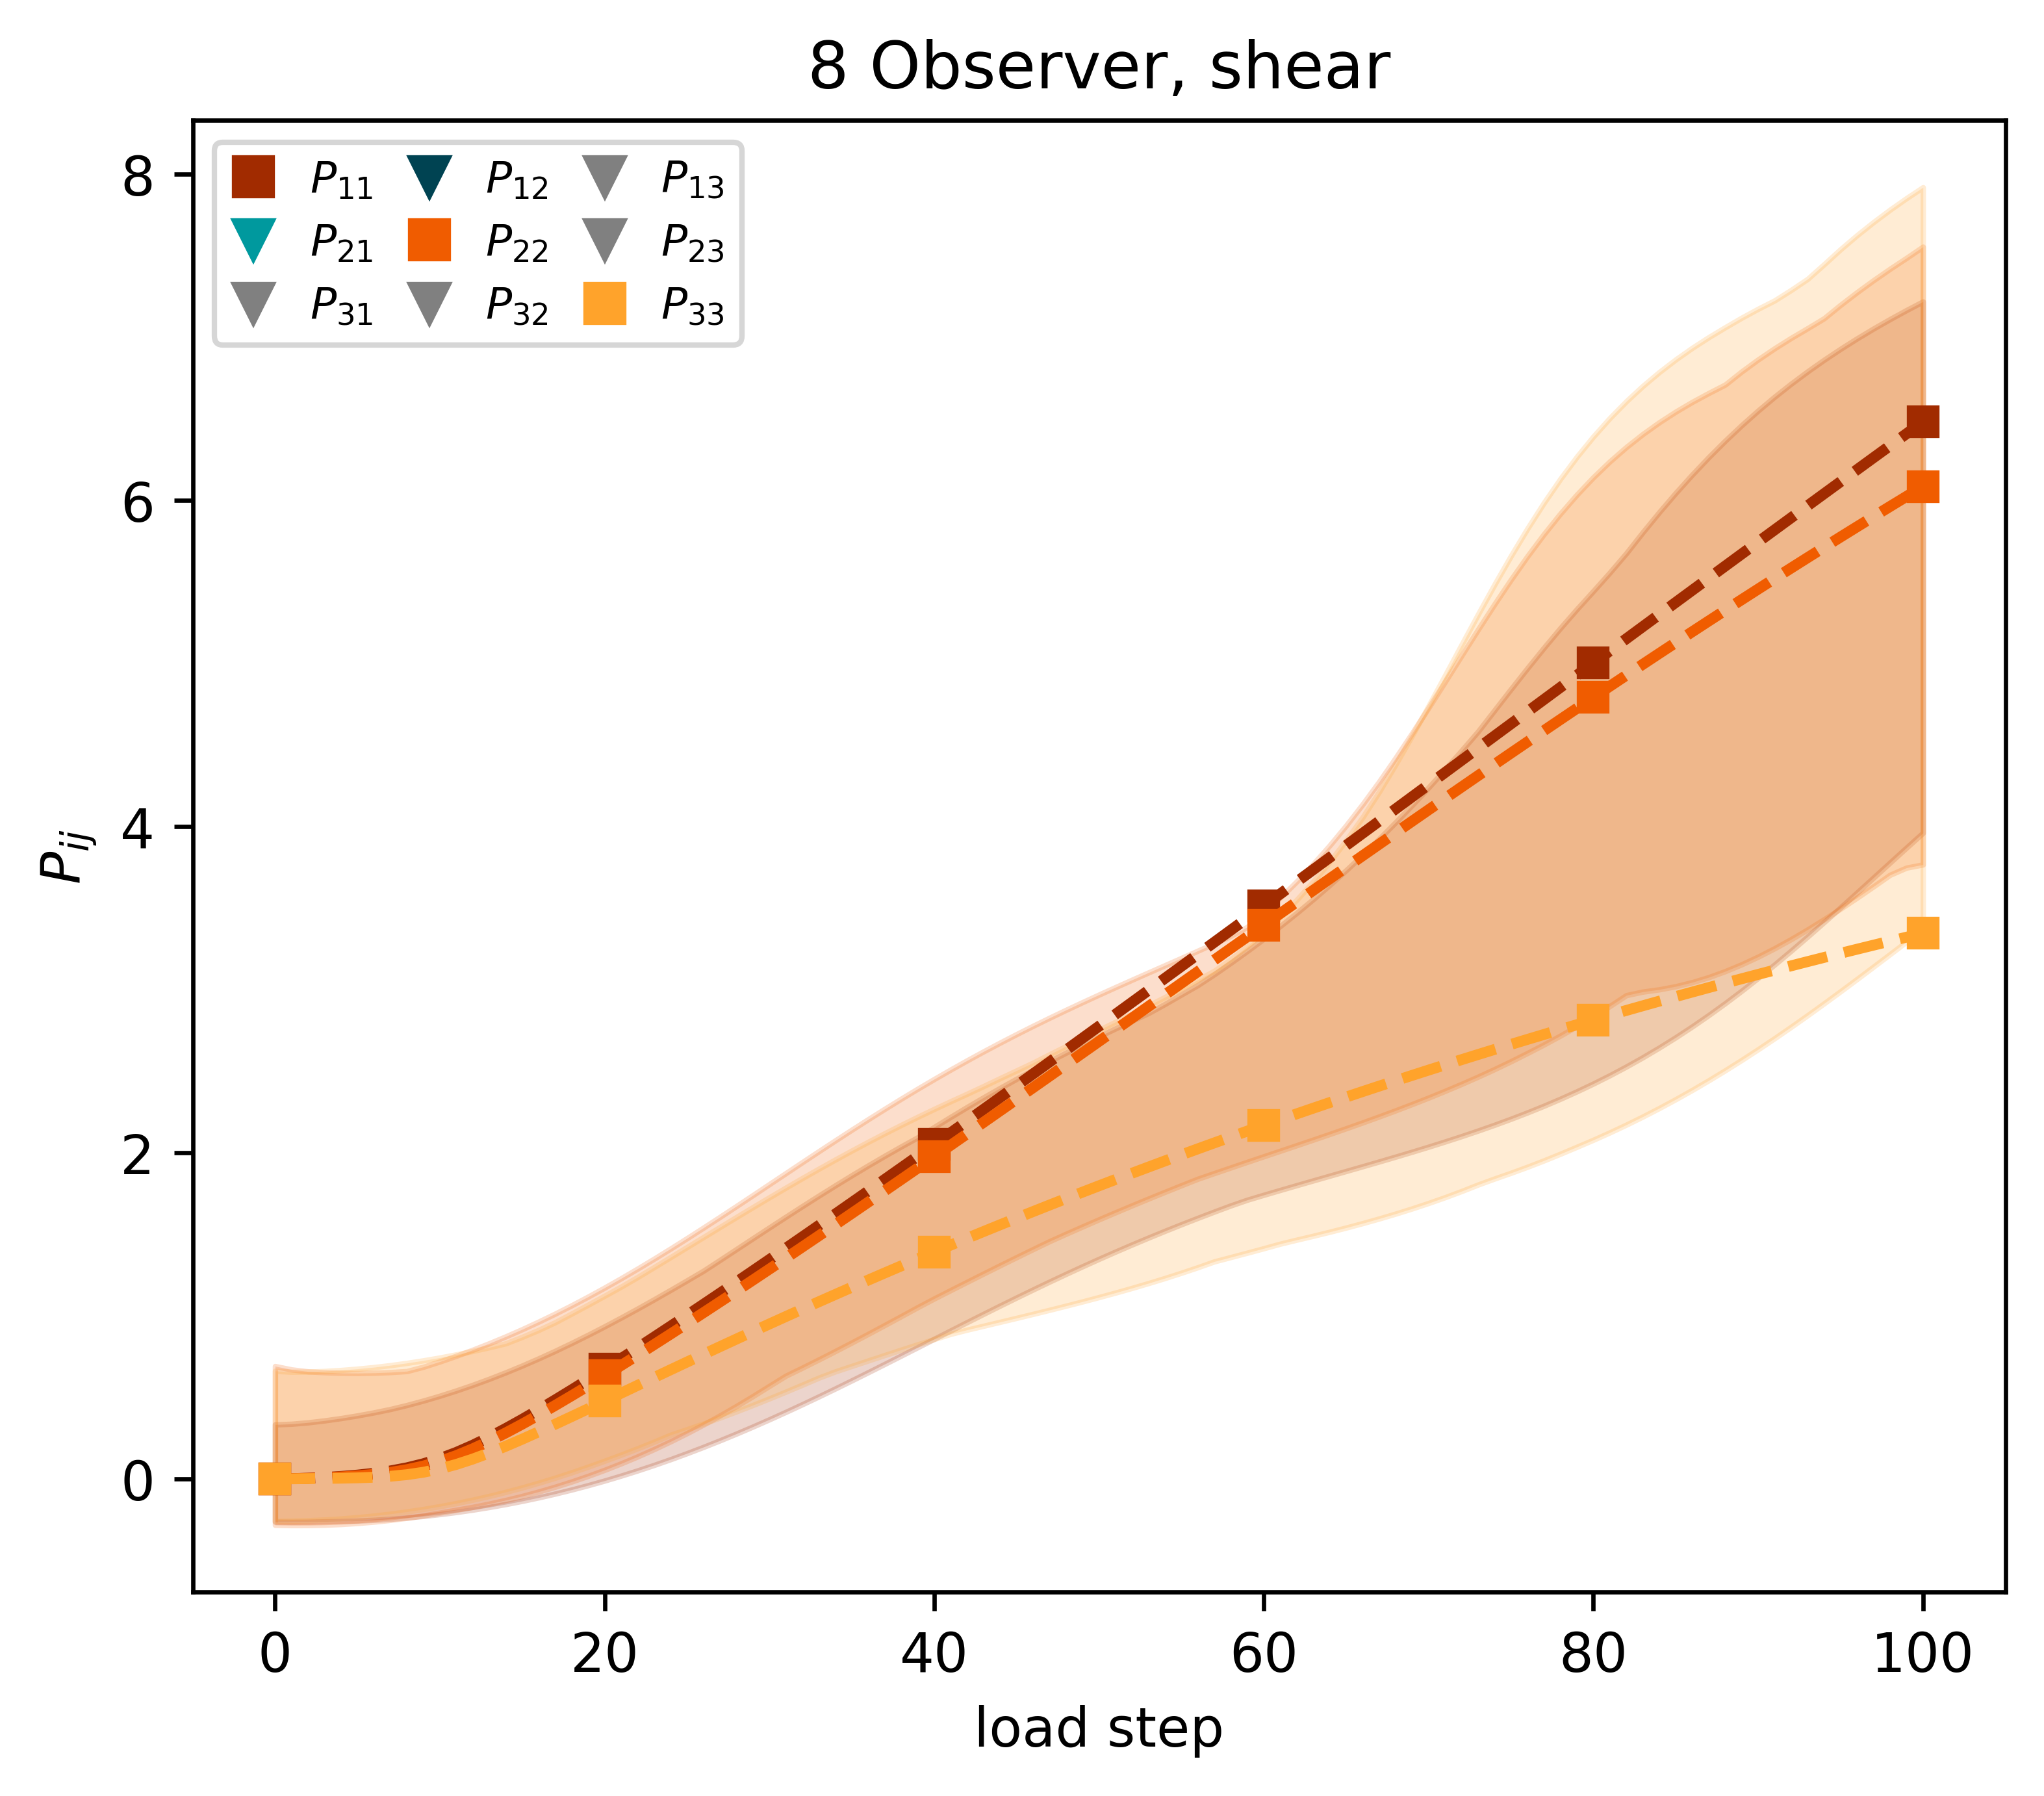 8 Observer, shear
P11 P12 P13
P21 P22 P23
P31 P32 P33
8
6
4
2
0
Pij
0 20 40 60 80 100
load step